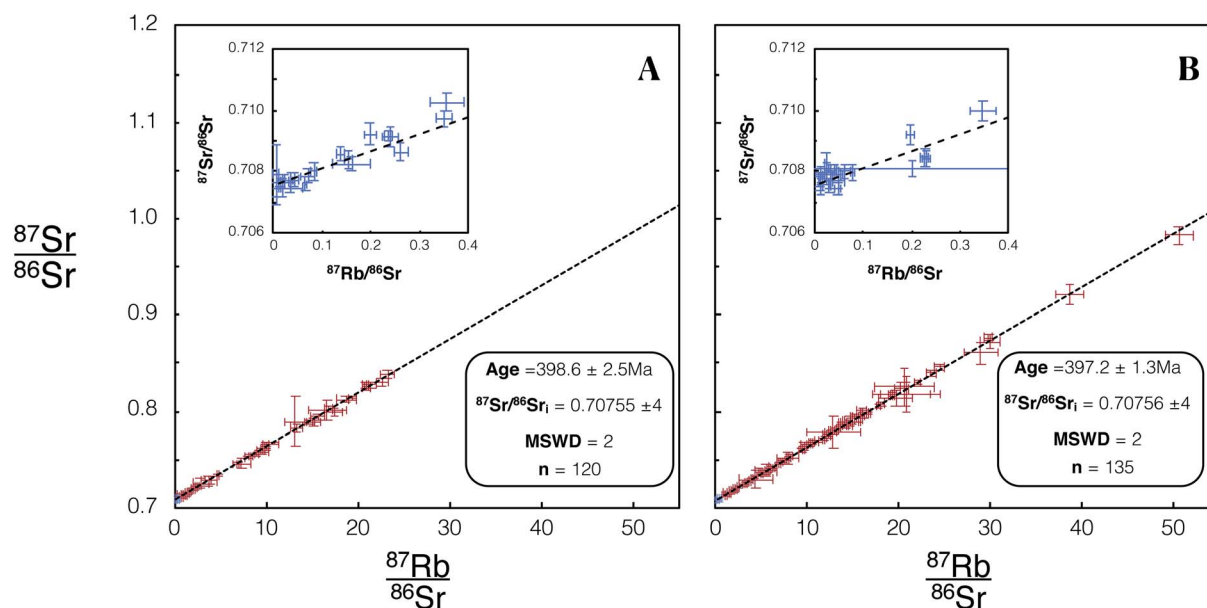 1.2
1.1
1.0
0.9
0.8
0.7
⁸⁷Sr
⁸⁶Sr
0 10 20 30 40 50
⁸⁷Rb
⁸⁶Sr
A
0.712
0.710
0.708
0.706
⁸⁷Sr/⁸⁶Sr
0 0.1 0.2 0.3 0.4
⁸⁷Rb/⁸⁶Sr
Age =398.6 ± 2.5Ma
⁸⁷Sr/⁸⁶Srᵢ = 0.70755 ±4
MSWD = 2
n = 120
B
0.712
0.710
0.708
0.706
⁸⁷Sr/⁸⁶Sr
0 0.1 0.2 0.3 0.4
⁸⁷Rb/⁸⁶Sr
Age =397.2 ± 1.3Ma
⁸⁷Sr/⁸⁶Srᵢ = 0.70756 ±4
MSWD = 2
n = 135
0 10 20 30 40 50
⁸⁷Rb
⁸⁶Sr